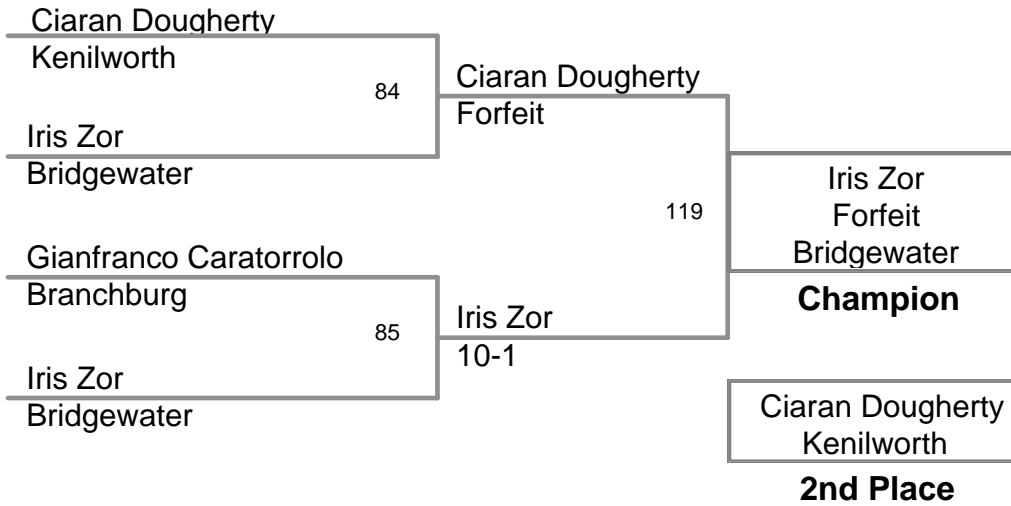 Ciaran Dougherty
Kenilworth
84
Iris Zor
Bridgewater
Ciaran Dougherty
Forfeit
119
Gianfranco Caratorrolo
Branchburg
85
Iris Zor
Bridgewater
Iris Zor
10-1
Iris Zor
Forfeit
Bridgewater
Champion
Ciaran Dougherty
Kenilworth
2nd Place